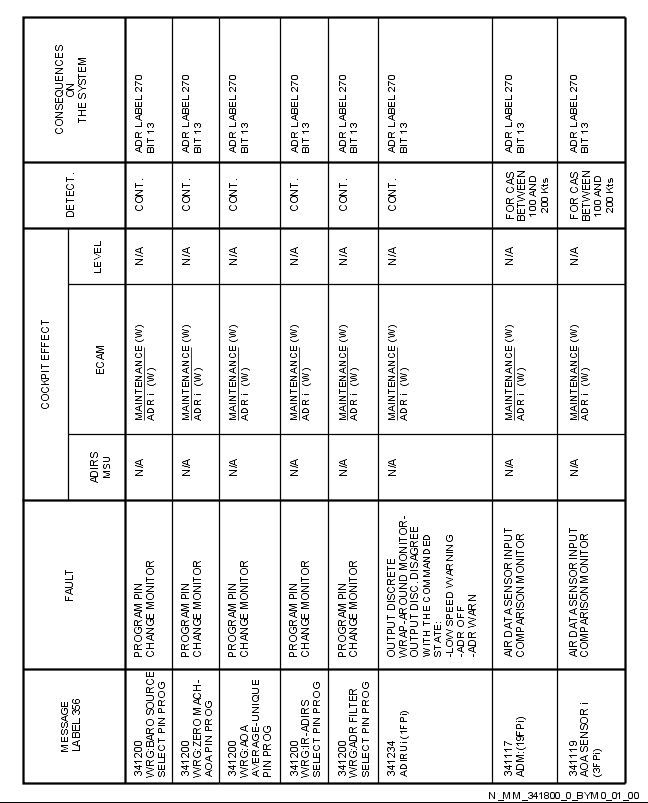 MESSAGE
LABEL 356
FAULT
COCKPIT EFFECT
ADIRS
MSU
ECAM
LEVEL
DETECT.
CONSEQUENCES
ON
THE SYSTEM
341200
WRG:BARO SOURCE
SELECT PIN PROG
PROGRAM PIN
CHANGE MONITOR
N/A
MAINTENANCE (W)
ADR i (W)
N/A
CONT.
ADR LABEL 270
BIT 13
341200
WRG:ZERO MACH-
AOA PIN PROG
PROGRAM PIN
CHANGE MONITOR
N/A
MAINTENANCE (W)
ADR i (W)
N/A
CONT.
ADR LABEL 270
BIT 13
341200
WRG:AOA
AVERAGE-UNIQUE
PIN PROG
PROGRAM PIN
CHANGE MONITOR
N/A
MAINTENANCE (W)
ADR i (W)
N/A
CONT.
ADR LABEL 270
BIT 13
341200
WRG:IR-ADIRS
SELECT PIN PROG
PROGRAM PIN
CHANGE MONITOR
N/A
MAINTENANCE (W)
ADR i (W)
N/A
CONT.
ADR LABEL 270
BIT 13
341200
WRG:ADR FILTER
SELECT PIN PROG
PROGRAM PIN
CHANGE MONITOR
N/A
MAINTENANCE (W)
ADR i (W)
N/A
CONT.
ADR LABEL 270
BIT 13
341234
ADIRUi (1FPi)
OUTPUT DISCRETE
WRAP-AROUND MONITOR-
OUTPUT DISC. DISAGREE
WITH THE COMMANDED
STATE:
-LOW SPEED WARNING
-ADR OFF
-ADR WARN
N/A
MAINTENANCE (W)
ADR i (W)
N/A
CONT.
ADR LABEL 270
BIT 13
341117
ADM:(19FPi)
AIR DATA SENSOR INPUT
COMPARISON MONITOR
N/A
MAINTENANCE (W)
ADR i (W)
N/A
FOR CAS
BETWEEN
100 AND
200 Kts
ADR LABEL 270
BIT 13
341119
AOA SENSOR i
(3FPi)
AIR DATA SENSOR INPUT
COMPARISON MONITOR
N/A
MAINTENANCE (W)
ADR i (W)
N/A
FOR CAS
BETWEEN
100 AND
200 Kts
ADR LABEL 270
BIT 13
N_MM_341800_0_BYM0_01_00